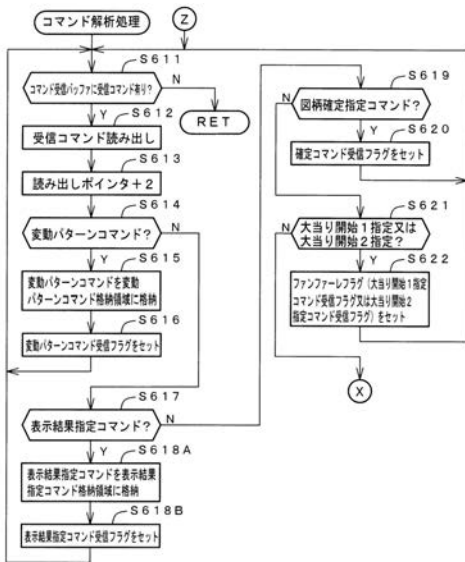 コマンド解析処理
Z
S611
コマンド受信バッファに受信コマンド有り?
N
Y
RET
S612
受信コマンド読み出し
S613
読み出しポインタ+2
S614
変動パターンコマンド?
N
Y
S615
変動パターンコマンドを変動
パターンコマンド格納領域に格納
S616
変動パターンコマンド受信フラグをセット
S617
表示結果指定コマンド?
N
Y
S618A
表示結果指定コマンドを表示結果
指定コマンド格納領域に格納
S618B
表示結果指定コマンド受信フラグをセット
S619
N
図柄確定指定コマンド?
Y
S620
確定コマンド受信フラグをセット
S621
N
大当り開始1指定又は
大当り開始2指定?
Y
S622
ファンファーレフラグ(大当り開始1指定
コマンド受信フラグ又は大当り開始2
指定コマンド受信フラグ)をセット
X